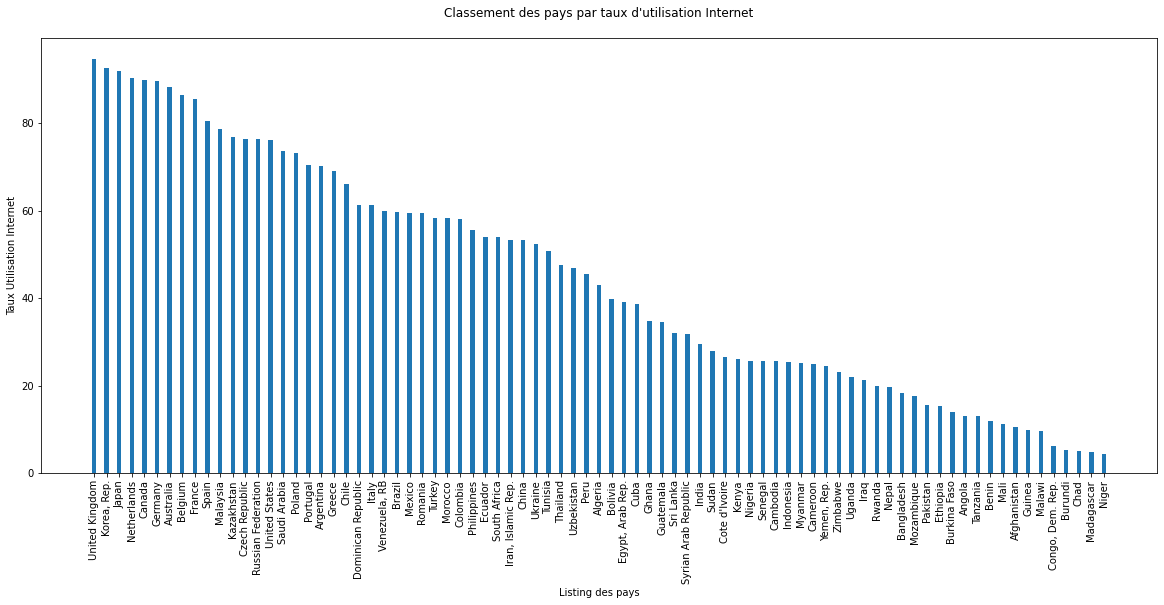 Classement des pays par taux d'utilisation Internet
Taux Utilisation Internet
80
60
40
20
0
United Kingdom
Korea, Rep.
Japan
Netherlands
Canada
Germany
Australia
Belgium
France
Spain
Malaysia
Kazakhstan
Czech Republic
Russian Federation
United States
Saudi Arabia
Poland
Portugal
Argentina
Greece
Chile
Dominican Republic
Italy
Venezuela, RB
Brazil
Mexico
Romania
Turkey
Morocco
Colombia
Philippines
Ecuador
South Africa
Iran, Islamic Rep.
China
Ukraine
Tunisia
Thailand
Uzbekistan
Peru
Algeria
Bolivia
Egypt, Arab Rep.
Cuba
Ghana
Guatemala
Sri Lanka
Syrian Arab Republic
India
Sudan
Cote d'Ivoire
Kenya
Nigeria
Senegal
Cambodia
Indonesia
Myanmar
Cameroon
Yemen, Rep.
Zimbabwe
Uganda
Iraq
Rwanda
Nepal
Bangladesh
Mozambique
Pakistan
Ethiopia
Burkina Faso
Angola
Tanzania
Benin
Mali
Afghanistan
Guinea
Malawi
Congo, Dem. Rep.
Burundi
Chad
Madagascar
Niger
Listing des pays